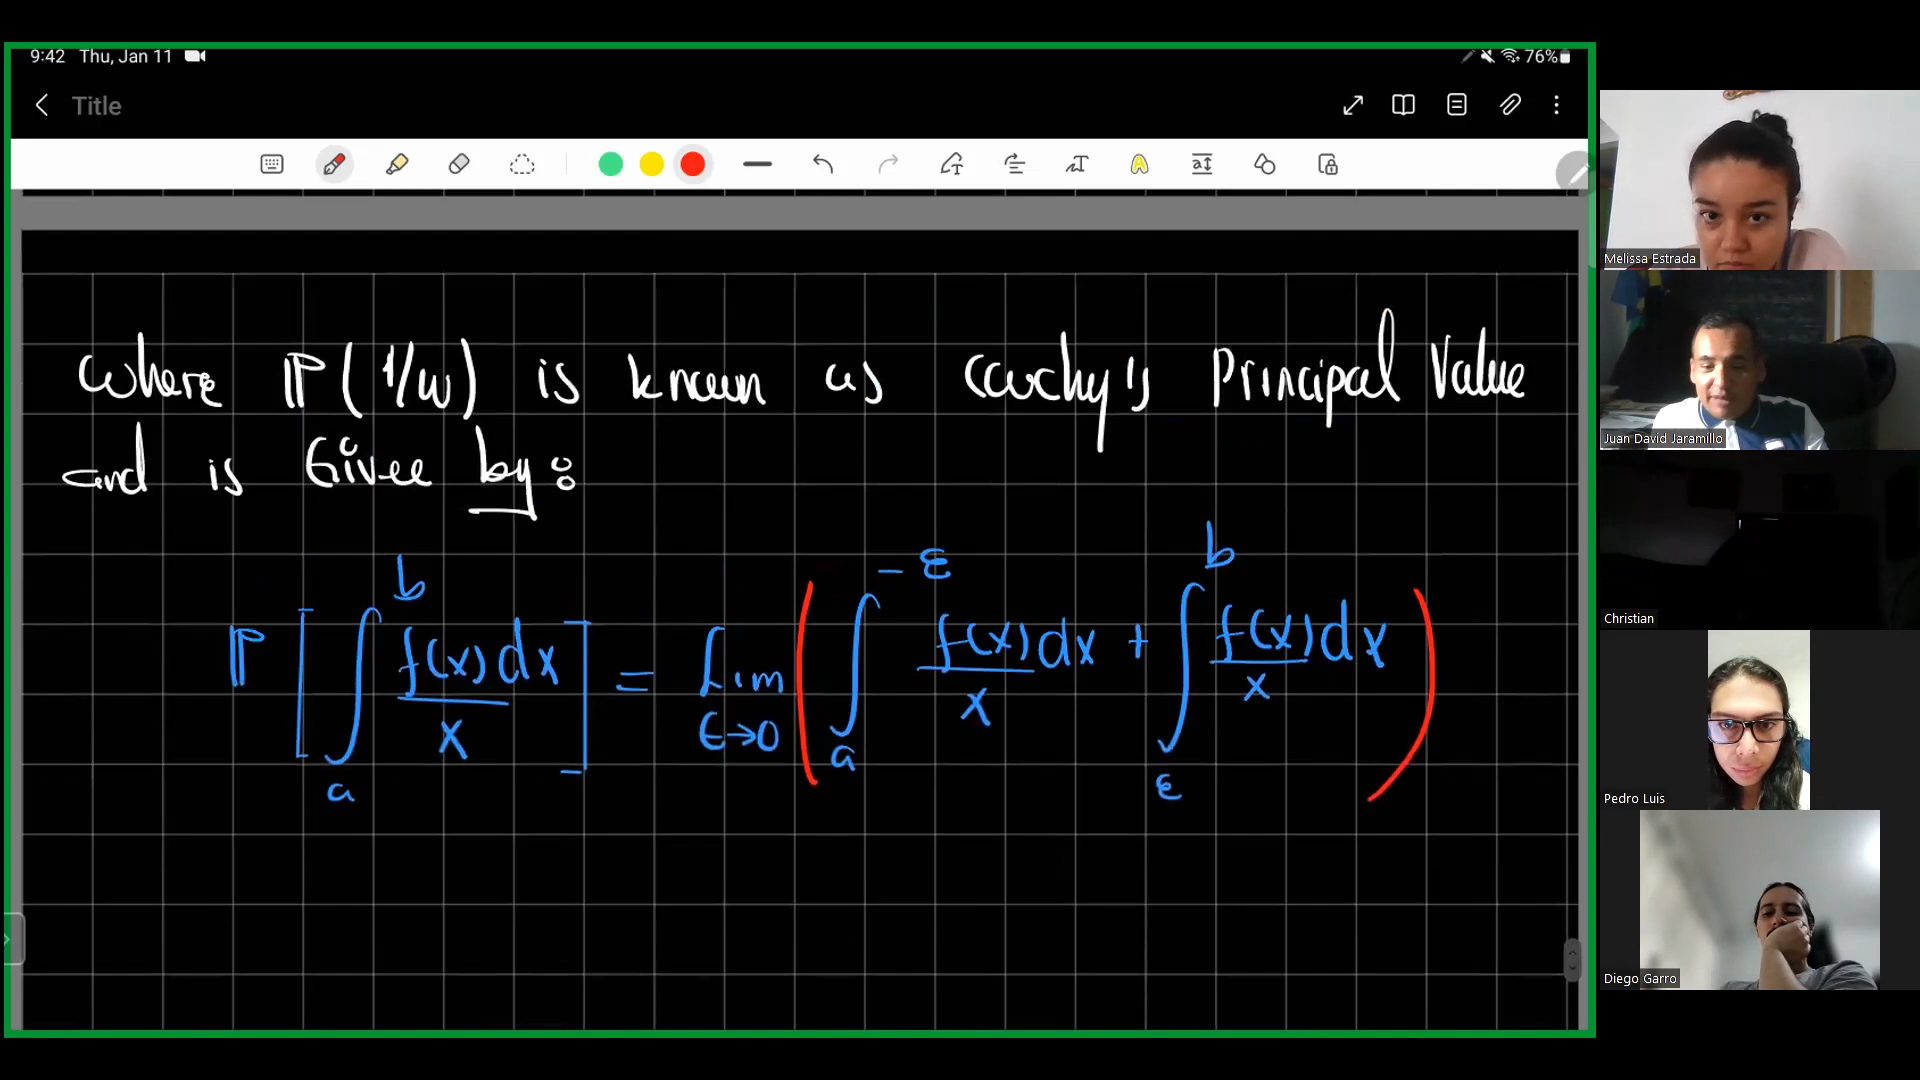 9:42 Thu, Jan 11 76%
Title
where ℙ(1/w) is known as Cauchy's Principal Value
and is Given by:
ℙ [ ∫_a^b f(x)dx/x ] = Lim_{ε→0} ( ∫_a^{-ε} f(x)/x dx + ∫_ε^b f(x)/x dx )
Melissa Estrada
Juan David Jaramillo
Christian
Pedro Luis
Diego Garro